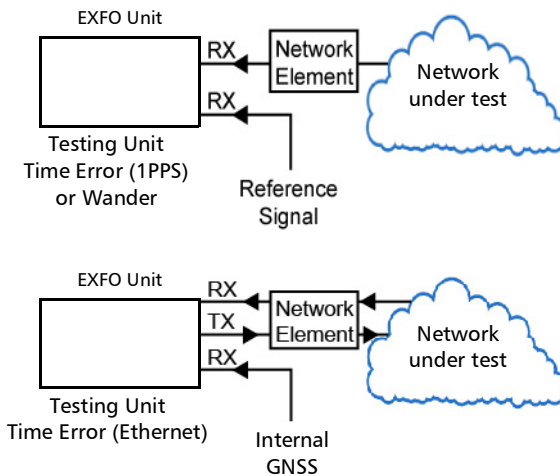 EXFO Unit
RX
Network
Element
Network
under test
RX
Testing Unit
Time Error (1PPS)
or Wander
Reference
Signal
EXFO Unit
RX
TX
Network
Element
Network
under test
RX
Testing Unit
Time Error (Ethernet)
Internal
GNSS